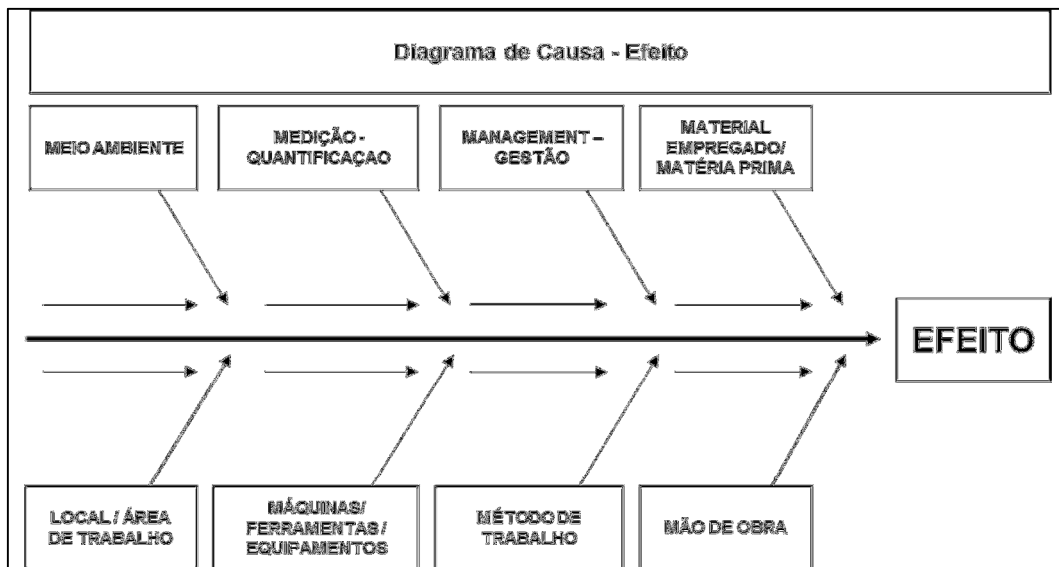 Diagrama de Causa - Efeito
MEIO AMBIENTE
MEDIÇÃO -
QUANTIFICAÇAO
MANAGEMENT –
GESTÃO
MATERIAL
EMPREGADO/
MATÉRIA PRIMA
EFEITO
LOCAL / ÁREA
DE TRABALHO
MÁQUINAS/
FERRAMENTAS /
EQUIPAMENTOS
MÉTODO DE
TRABALHO
MÃO DE OBRA